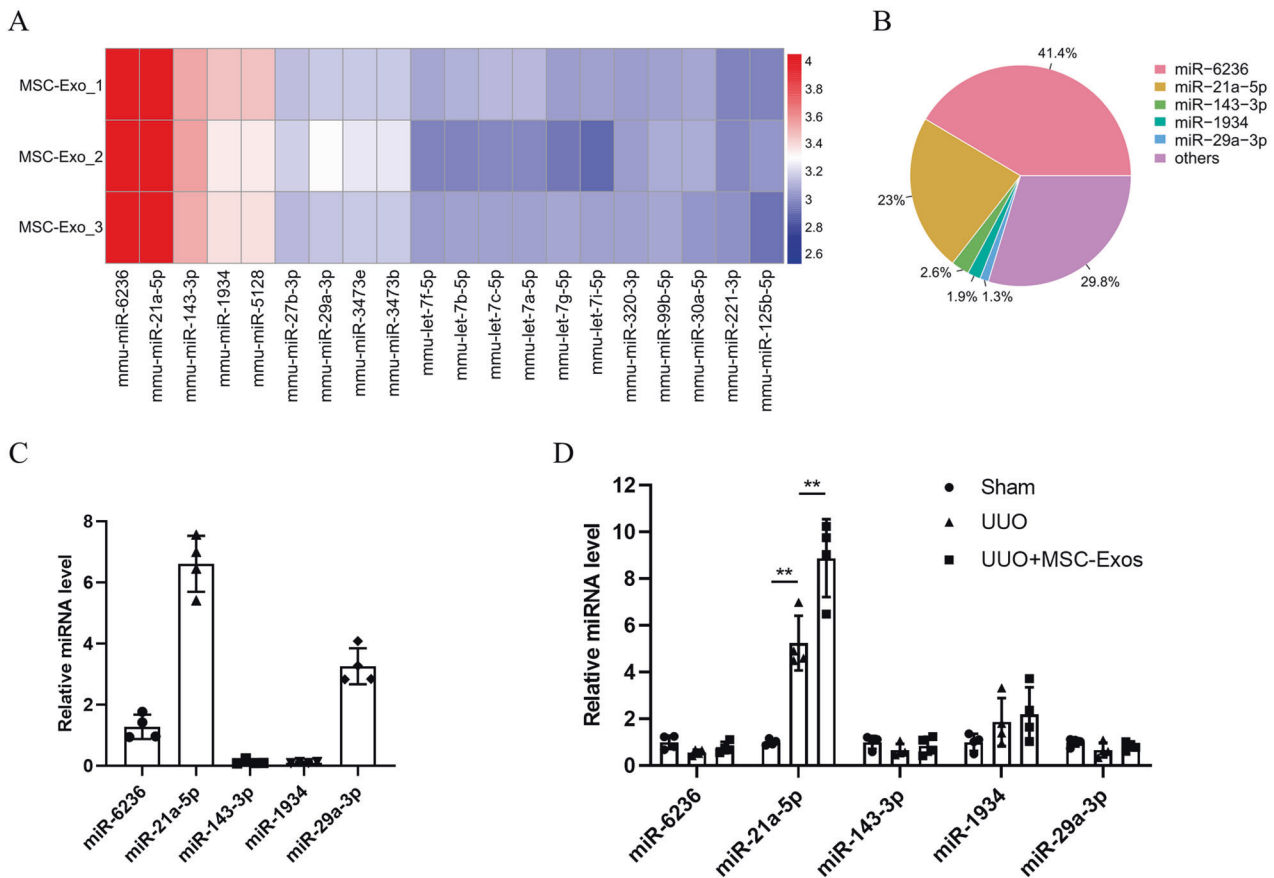 A
MSC-Exo_1
MSC-Exo_2
MSC-Exo_3
4
3.8
3.6
3.4
3.2
3
2.8
2.6
mmu-miR-6236
mmu-miR-21a-5p
mmu-miR-143-3p
mmu-miR-1934
mmu-miR-5128
mmu-miR-27b-3p
mmu-miR-29a-3p
mmu-miR-3473e
mmu-miR-3473b
mmu-let-7f-5p
mmu-let-7b-5p
mmu-let-7c-5p
mmu-let-7a-5p
mmu-let-7g-5p
mmu-let-7i-5p
mmu-miR-320-3p
mmu-miR-99b-5p
mmu-miR-30a-5p
mmu-miR-221-3p
mmu-miR-125b-5p
B
41.4%
23%
2.6%
1.9%
1.3%
29.8%
miR−6236
miR−21a−5p
miR−143−3p
miR−1934
miR−29a−3p
others
C
Relative miRNA level
8
6
4
2
0
miR-6236
miR-21a-5p
miR-143-3p
miR-1934
miR-29a-3p
D
Relative miRNA level
12
10
8
6
4
2
0
**
**
Sham
UUO
UUO+MSC-Exos
miR-6236
miR-21a-5p
miR-143-3p
miR-1934
miR-29a-3p